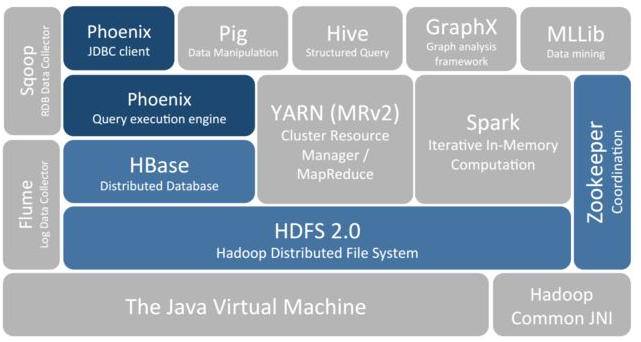 Sqoop
RDB Data Collector
Phoenix
JDBC client
Pig
Data Manipulation
Hive
Structured Query
GraphX
Graph analysis
framework
MLLib
Data mining
Phoenix
Query execution engine
YARN (MRv2)
Cluster Resource
Manager /
MapReduce
Spark
Iterative In-Memory
Computation
Zookeeper
Coordination
Flume
Log Data Collector
HBase
Distributed Database
HDFS 2.0
Hadoop Distributed File System
The Java Virtual Machine
Hadoop
Common JNI